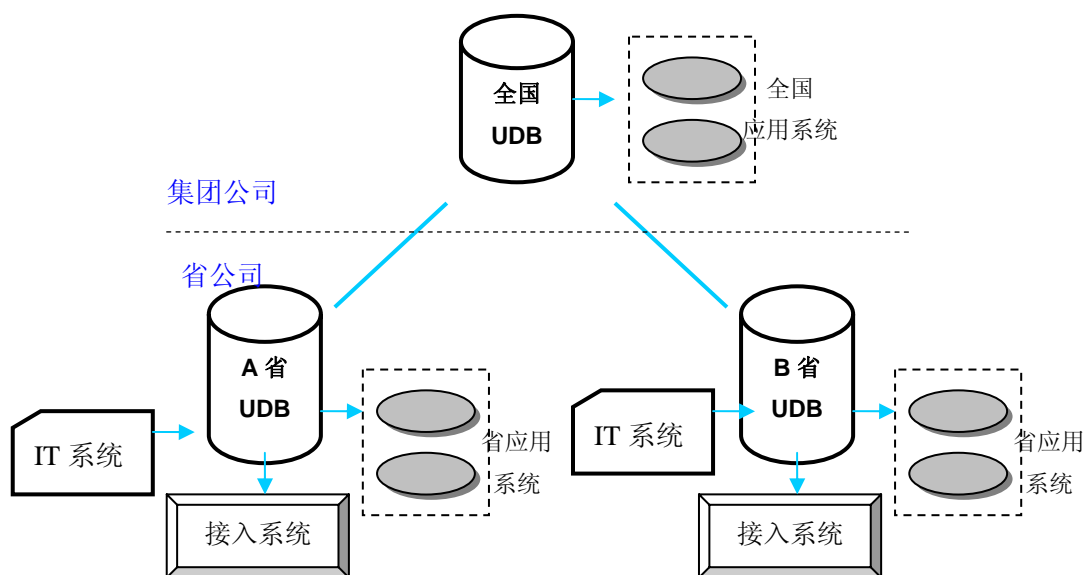 全国
UDB
全国
应用系统
集团公司
省公司
A 省
UDB
IT 系统
省应用
系统
接入系统
B 省
UDB
IT 系统
省应用
系统
接入系统